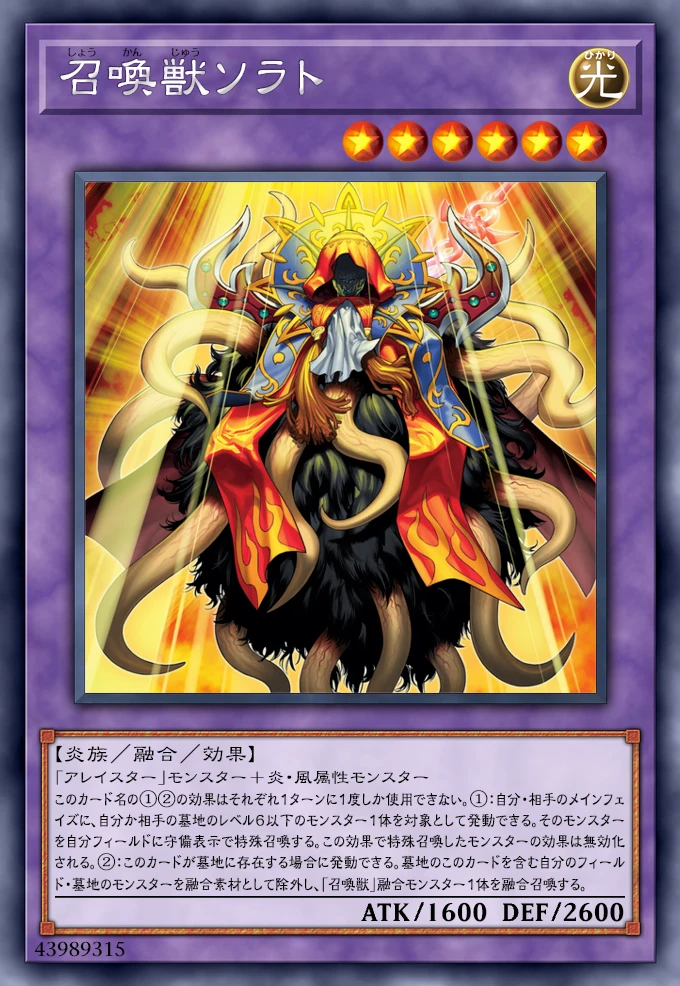 しょう かん じゅう
召喚獣ソラト
ひかり
光
【炎族／融合／効果】
「アレイスター」モンスター＋炎・風属性モンスター
このカード名の①②の効果はそれぞれ1ターンに1度しか使用できない。①：自分・相手のメインフェ
イズに、自分か相手の墓地のレベル6以下のモンスター1体を対象として発動できる。そのモンスター
を自分フィールドに守備表示で特殊召喚する。この効果で特殊召喚したモンスターの効果は無効化
される。②：このカードが墓地に存在する場合に発動できる。墓地のこのカードを含む自分のフィール
ド・墓地のモンスターを融合素材として除外し、「召喚獣」融合モンスター1体を融合召喚する。
ATK/1600 DEF/2600
43989315